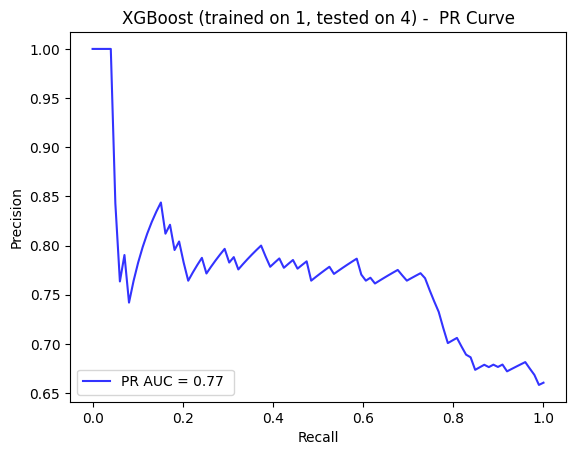 XGBoost (trained on 1, tested on 4) -  PR Curve
Precision
1.00
0.95
0.90
0.85
0.80
0.75
0.70
0.65
PR AUC = 0.77
0.0 0.2 0.4 0.6 0.8 1.0
Recall